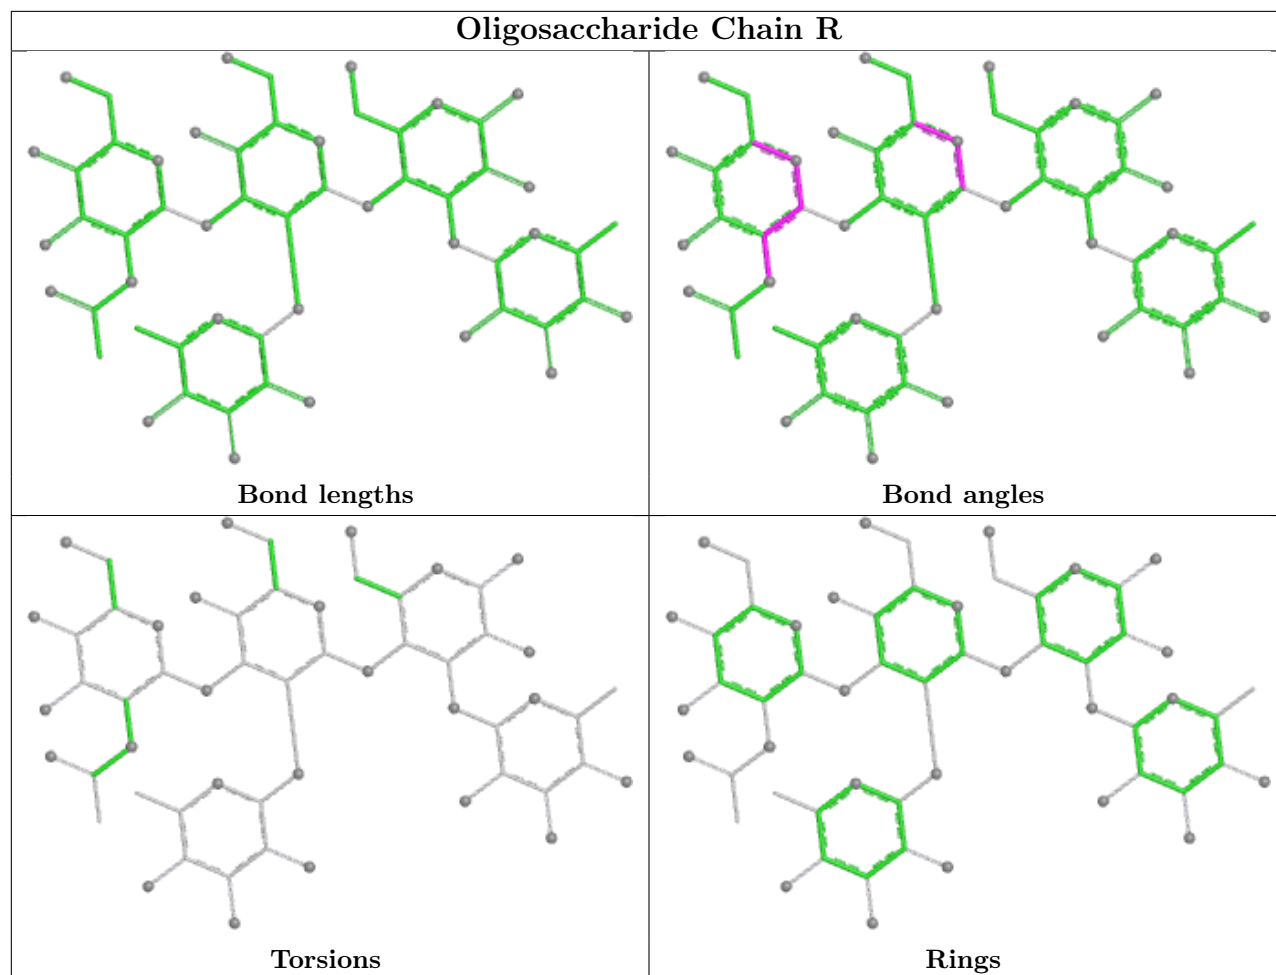 Oligosaccharide Chain R
Bond lengths
Bond angles
Torsions
Rings